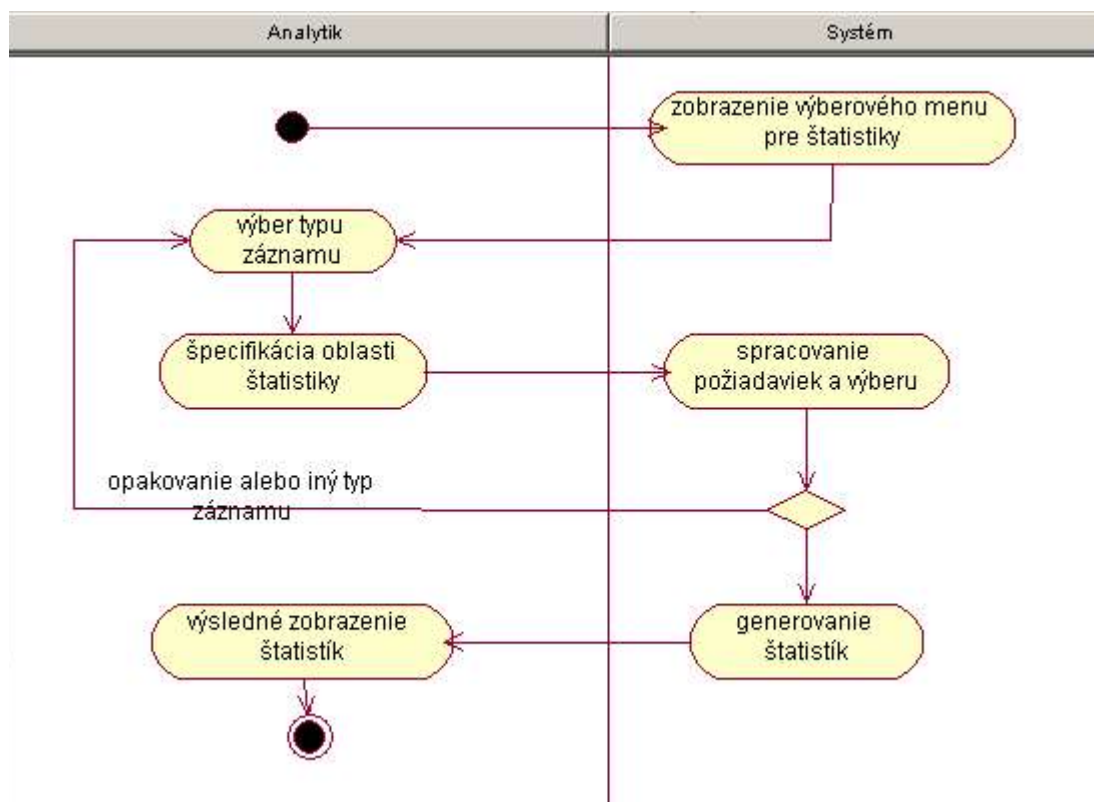 Analytik
Systém
zobrazenie výberového menu
pre štatistiky
výber typu
záznamu
špecifikácia oblasti
štatistiky
spracovanie
požiadaviek a výberu
opakovanie alebo iný typ
záznamu
generovanie
štatistík
výsledné zobrazenie
štatistík